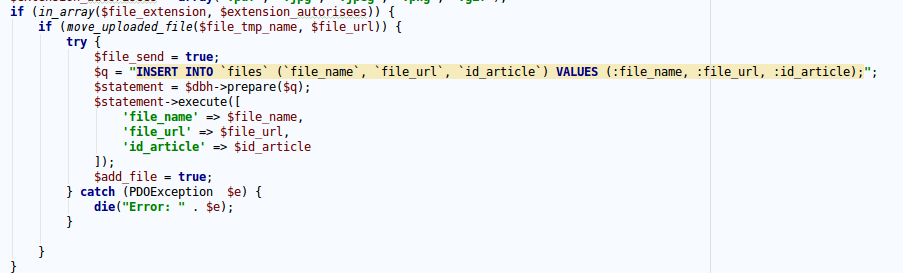 if (in_array($file_extension, $extension_autorisees)) {
if (move_uploaded_file($file_tmp_name, $file_url)) {
try {
$file_send = true;
$q = "INSERT INTO `files` (`file_name`, `file_url`, `id_article`) VALUES (:file_name, :file_url, :id_article);";
$statement = $dbh->prepare($q);
$statement->execute([
'file_name' => $file_name,
'file_url' => $file_url,
'id_article' => $id_article
]);
$add_file = true;
} catch (PDOException  $e) {
die("Error: " . $e);
}
}
}